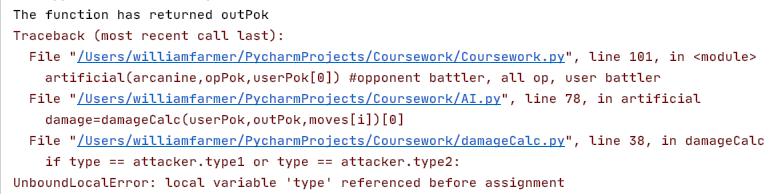 The function has returned outPok
Traceback (most recent call last):
  File "/Users/williamfarmer/PycharmProjects/Coursework/Coursework.py", line 101, in <module>
    artificial(arcanine,opPok,userPok[0]) #opponent battler, all op, user battler
  File "/Users/williamfarmer/PycharmProjects/Coursework/AI.py", line 78, in artificial
    damage=damageCalc(userPok,outPok,moves[i])[0]
  File "/Users/williamfarmer/PycharmProjects/Coursework/damageCalc.py", line 38, in damageCalc
    if type == attacker.type1 or type == attacker.type2:
UnboundLocalError: local variable 'type' referenced before assignment